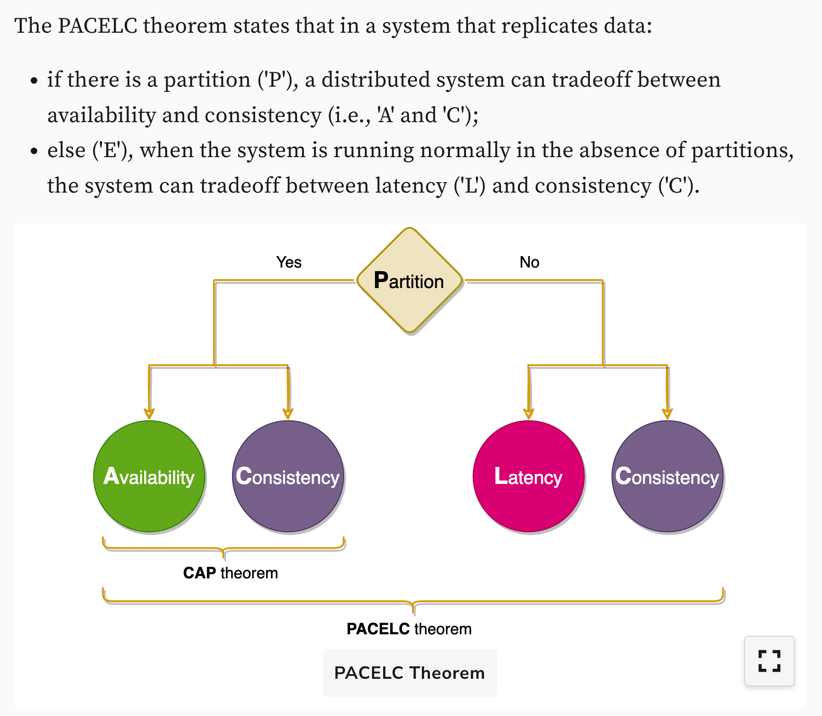 The PACELC theorem states that in a system that replicates data:
• if there is a partition ('P'), a distributed system can tradeoff between
availability and consistency (i.e., 'A' and 'C');
• else ('E'), when the system is running normally in the absence of partitions,
the system can tradeoff between latency ('L') and consistency ('C').
Yes
Partition
No
Availability
Consistency
Latency
Consistency
CAP theorem
PACELC theorem
PACELC Theorem